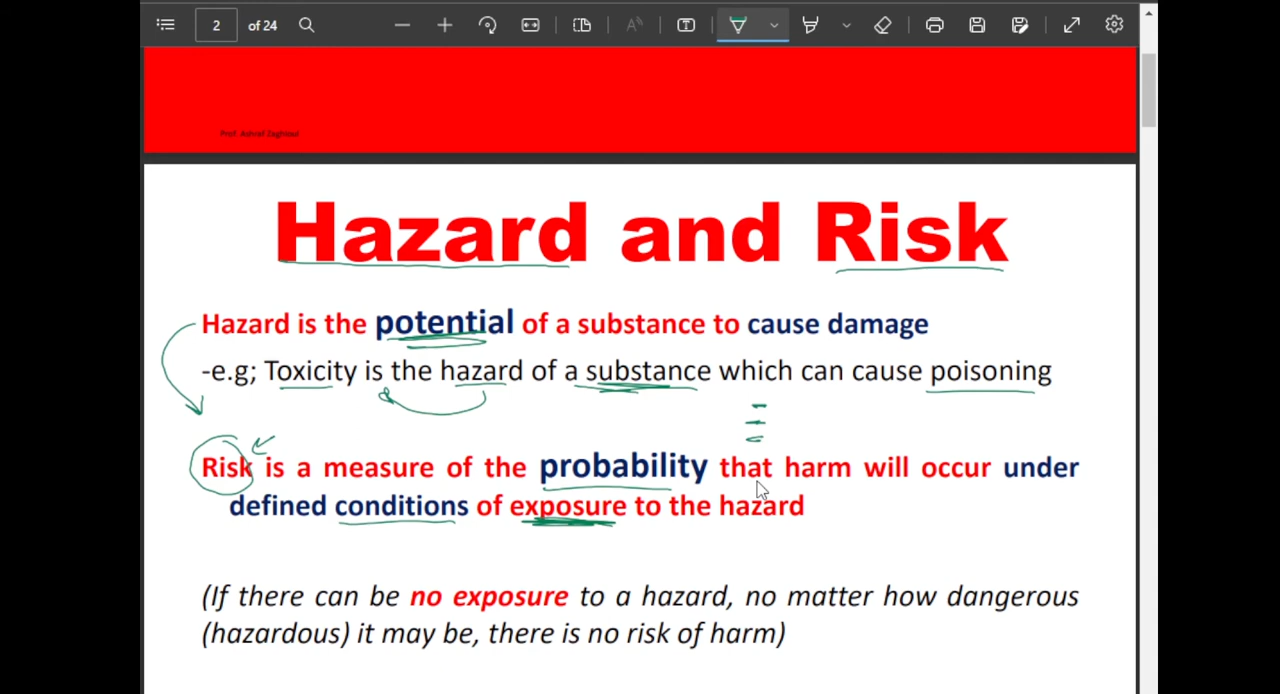 2 of 24
Prof. Ashraf Zaghloul
Hazard and Risk
Hazard is the potential of a substance to cause damage
-e.g; Toxicity is the hazard of a substance which can cause poisoning
Risk is a measure of the probability that harm will occur under
defined conditions of exposure to the hazard
(If there can be no exposure to a hazard, no matter how dangerous
(hazardous) it may be, there is no risk of harm)